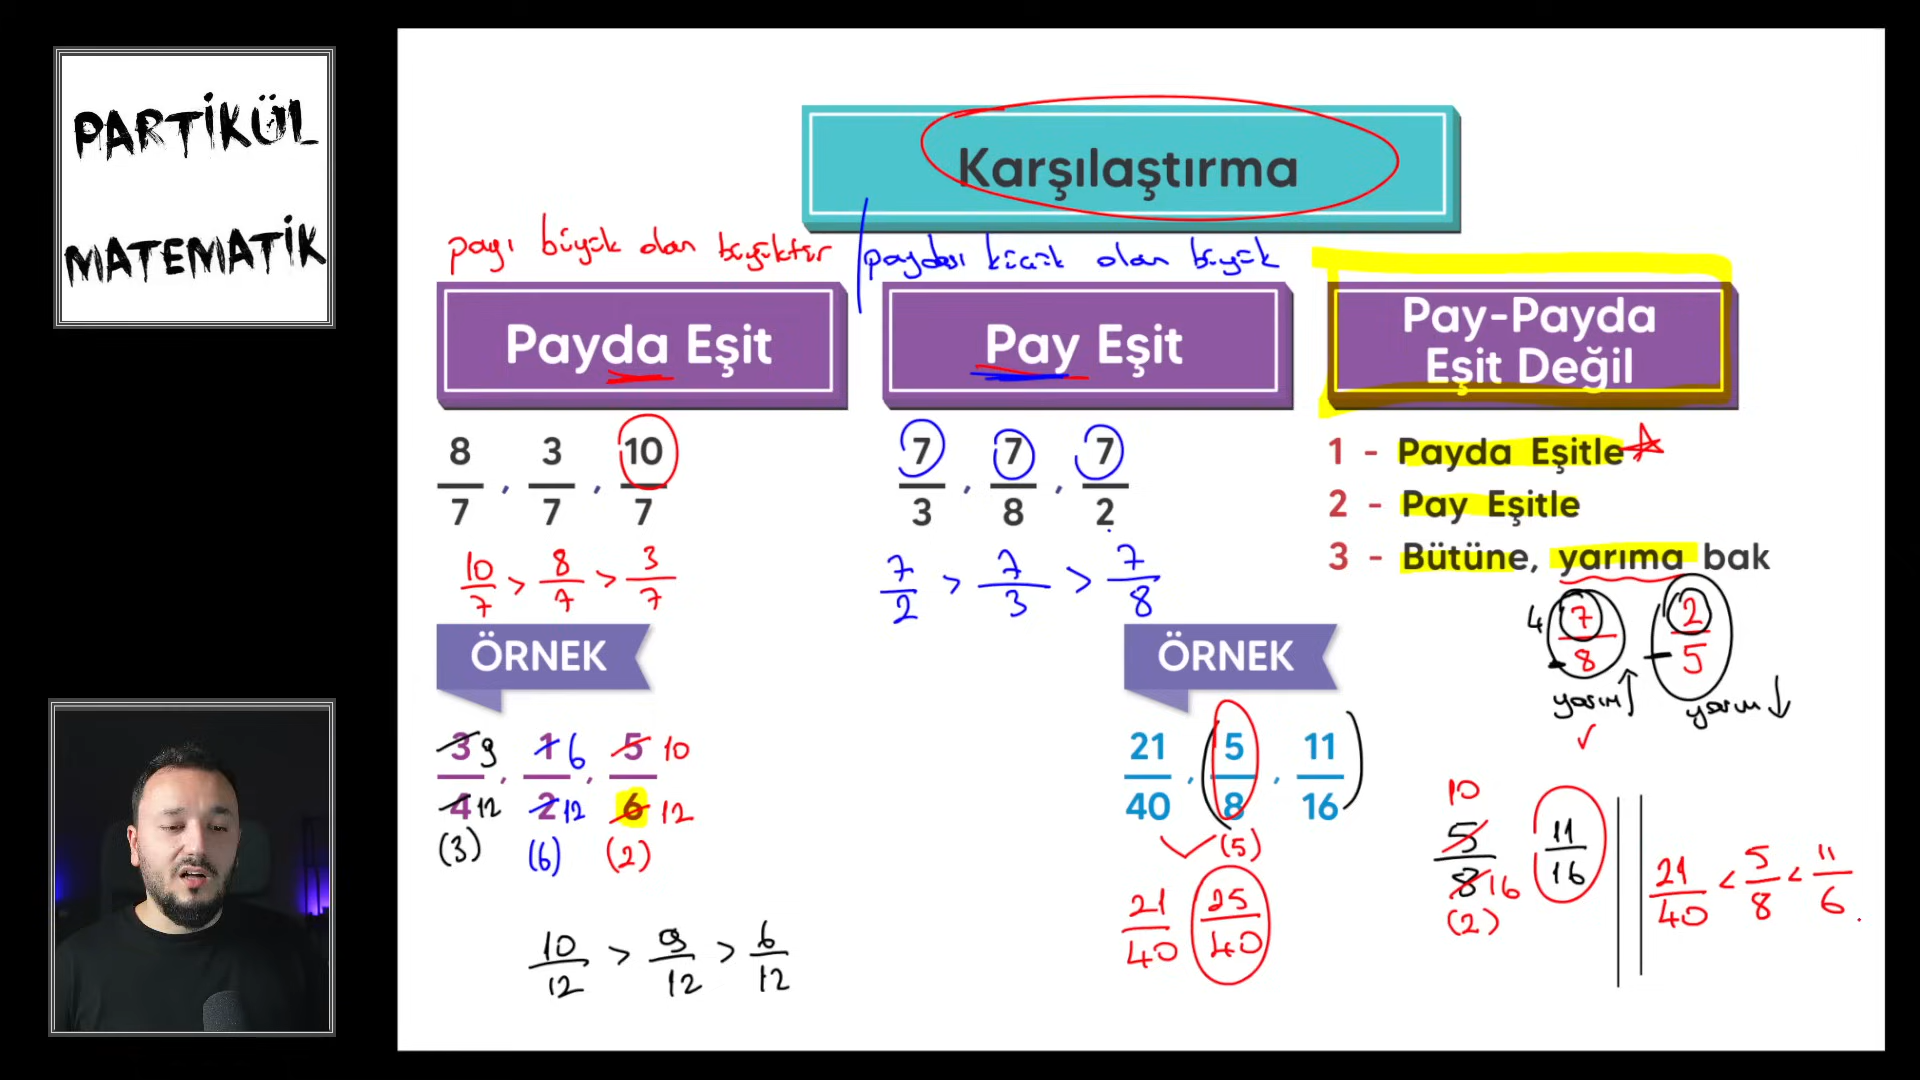 PARTİKÜL
MATEMATİK
Karşılaştırma
payı büyük olan büyüktür
paydası küçük olan büyük
Payda Eşit
Pay Eşit
Pay-Payda
Eşit Değil
8/7 , 3/7 , 10/7
10/7 > 8/7 > 3/7
7/3 , 7/8 , 7/2
7/2 > 7/3 > 7/8
1 - Payda Eşitle
2 - Pay Eşitle
3 - Bütüne, yarıma bak
4 7/8 2/5
yarım↑ yarım↓
ÖRNEK
3/4 , 1/2 , 5/6
9/12 6/12 10/12
(3) (6) (2)
10/12 > 9/12 > 6/12
ÖRNEK
21/40 , 5/8 , 11/16
(5)
21/40 25/40
10
5/8 16 11/16
(2)
21/40 < 5/8 < 11/6